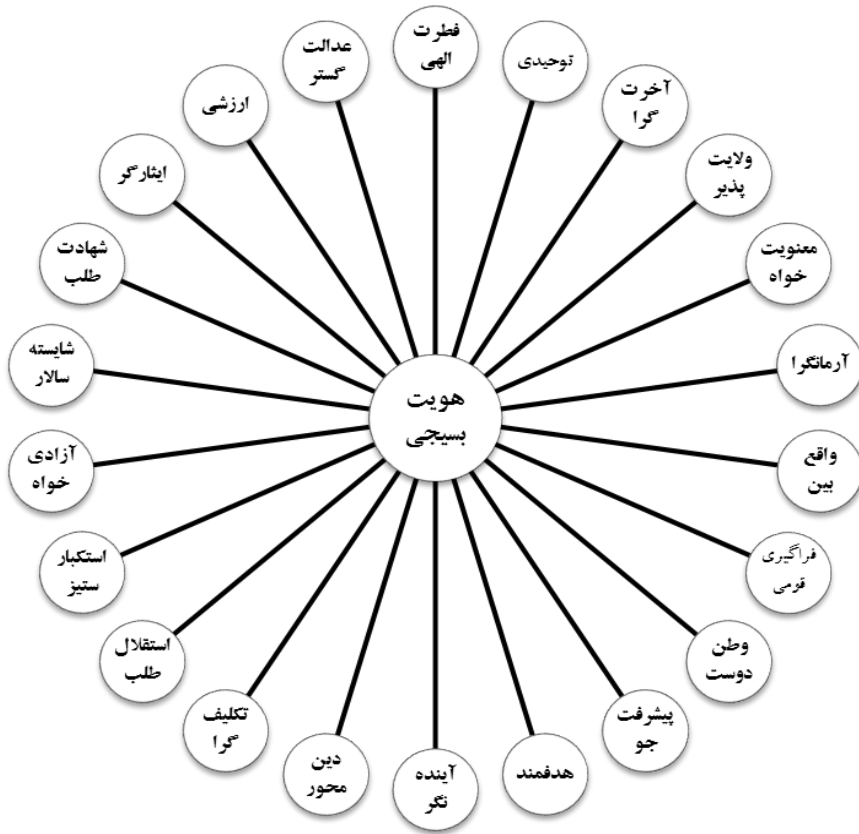 هویت
بسیجی
فطرت
الهی
توحیدی
آخرت
گرا
ولایت
پذیر
معنویت
خواه
آرمانگرا
واقع
بین
فراگیری
قومی
وطن
دوست
پیشرفت
جو
هدفمند
آینده
نگر
دین
محور
تکلیف
گرا
استقلال
طلب
استکبار
ستیز
آزادی
خواه
شایسته
سالار
شهادت
طلب
ایثارگر
ارزشی
عدالت
گستر